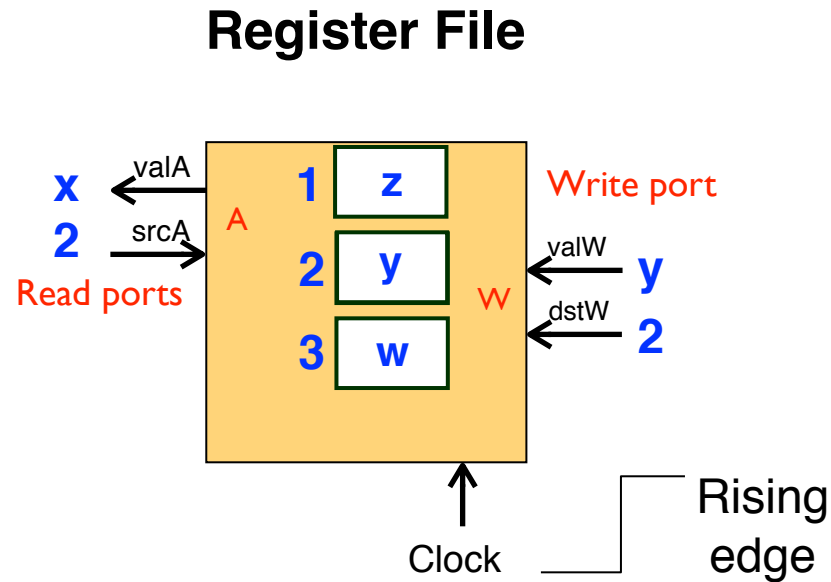 Register File
x
valA
2
srcA
Read ports
A
1
z
2
y
3
w
W
Write port
valW
y
dstW
2
Clock
Rising
edge